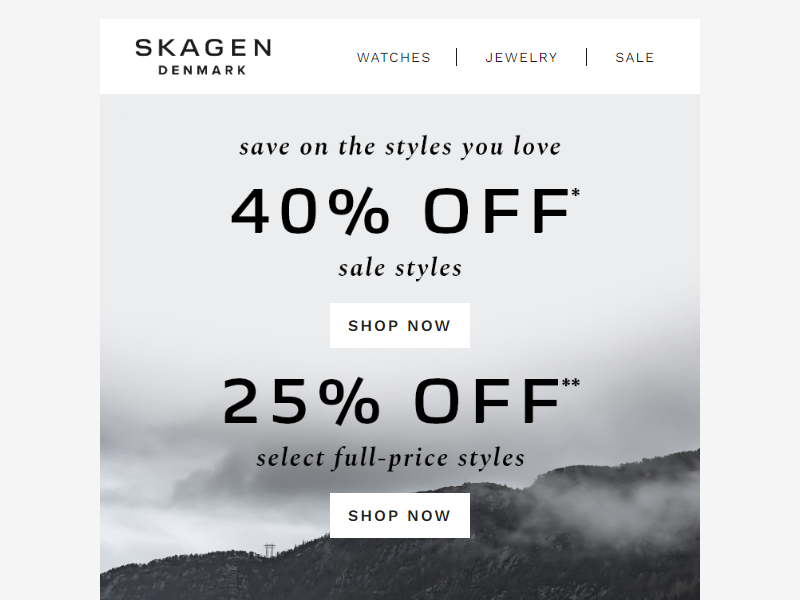 SKAGEN
DENMARK
WATCHES | JEWELRY | SALE
save on the styles you love
40% OFF*
sale styles
SHOP NOW
25% OFF**
select full-price styles
SHOP NOW